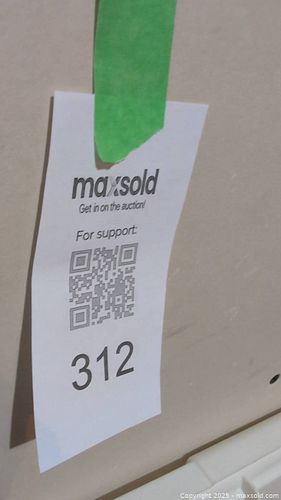 maxsold
Get in on the auction!
For support:
312
Copyright 2025 - maxsold.com